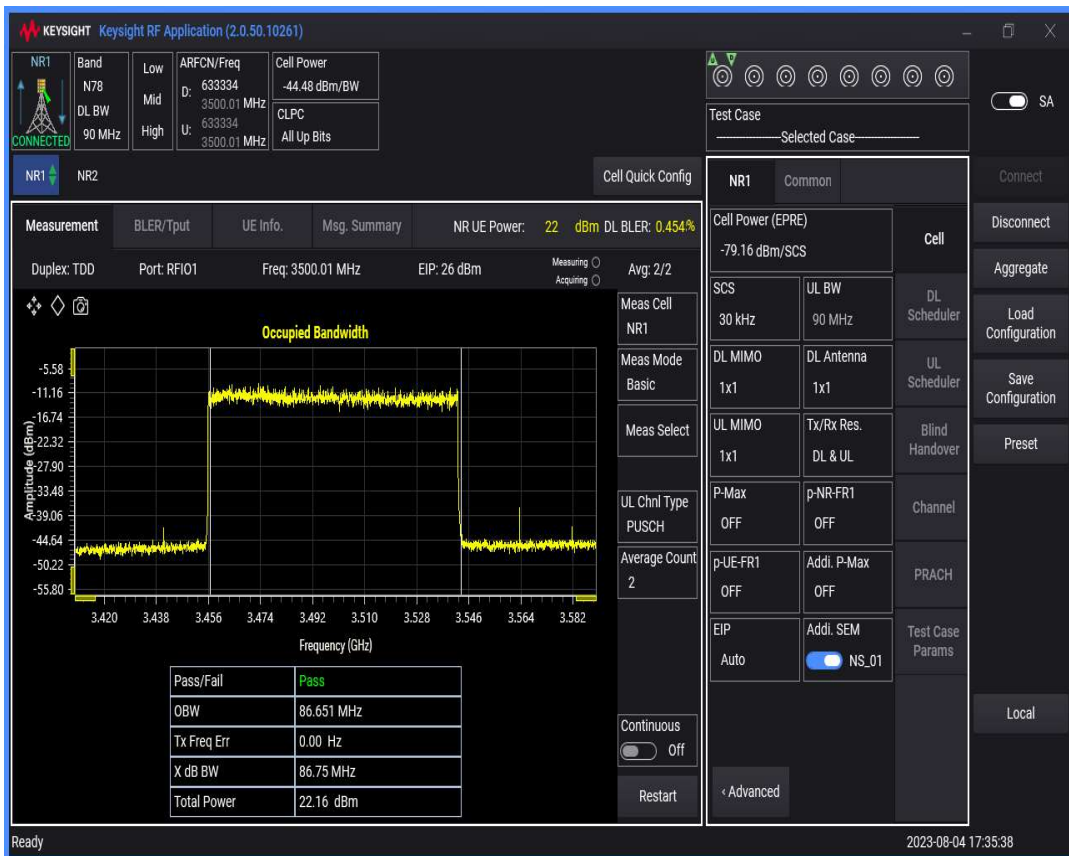 KEYSIGHT Keysight RF Application (2.0.50.10261)
NR1
CONNECTED
Band
N78
DL BW
90 MHz
Low
Mid
High
ARFCN/Freq
D: 633334
3500.01 MHz
U: 633334
3500.01 MHz
Cell Power
-44.48 dBm/BW
CLPC
All Up Bits
Test Case
----------Selected Case----------
SA
NR1 NR2 Cell Quick Config
Measurement BLER/Tput UE Info. Msg. Summary NR UE Power: 22 dBm DL BLER: 0.454%
Duplex: TDD Port: RFIO1 Freq: 3500.01 MHz EIP: 26 dBm Measuring Acquiring Avg: 2/2
Occupied Bandwidth
Amplitude (dBm)
-5.58
-11.16
-16.74
-22.32
-27.90
-33.48
-39.06
-44.64
-50.22
-55.80
3.420 3.438 3.456 3.474 3.492 3.510 3.528 3.546 3.564 3.582
Frequency (GHz)
Pass/Fail Pass
OBW 86.651 MHz
Tx Freq Err 0.00 Hz
X dB BW 86.75 MHz
Total Power 22.16 dBm
Meas Cell
NR1
Meas Mode
Basic
Meas Select
UL Chnl Type
PUSCH
Average Count
2
Continuous
Off
Restart
NR1 Common
Cell Power (EPRE)
-79.16 dBm/SCS
SCS
30 kHz
UL BW
90 MHz
DL MIMO
1x1
DL Antenna
1x1
UL MIMO
1x1
Tx/Rx Res.
DL & UL
P-Max
OFF
p-NR-FR1
OFF
p-UE-FR1
OFF
Addi. P-Max
OFF
EIP
Auto
Addi. SEM
NS_01
‹ Advanced
Cell
DL
Scheduler
UL
Scheduler
Blind
Handover
Channel
PRACH
Test Case
Params
Connect
Disconnect
Aggregate
Load
Configuration
Save
Configuration
Preset
Local
Ready
2023-08-04 17:35:38